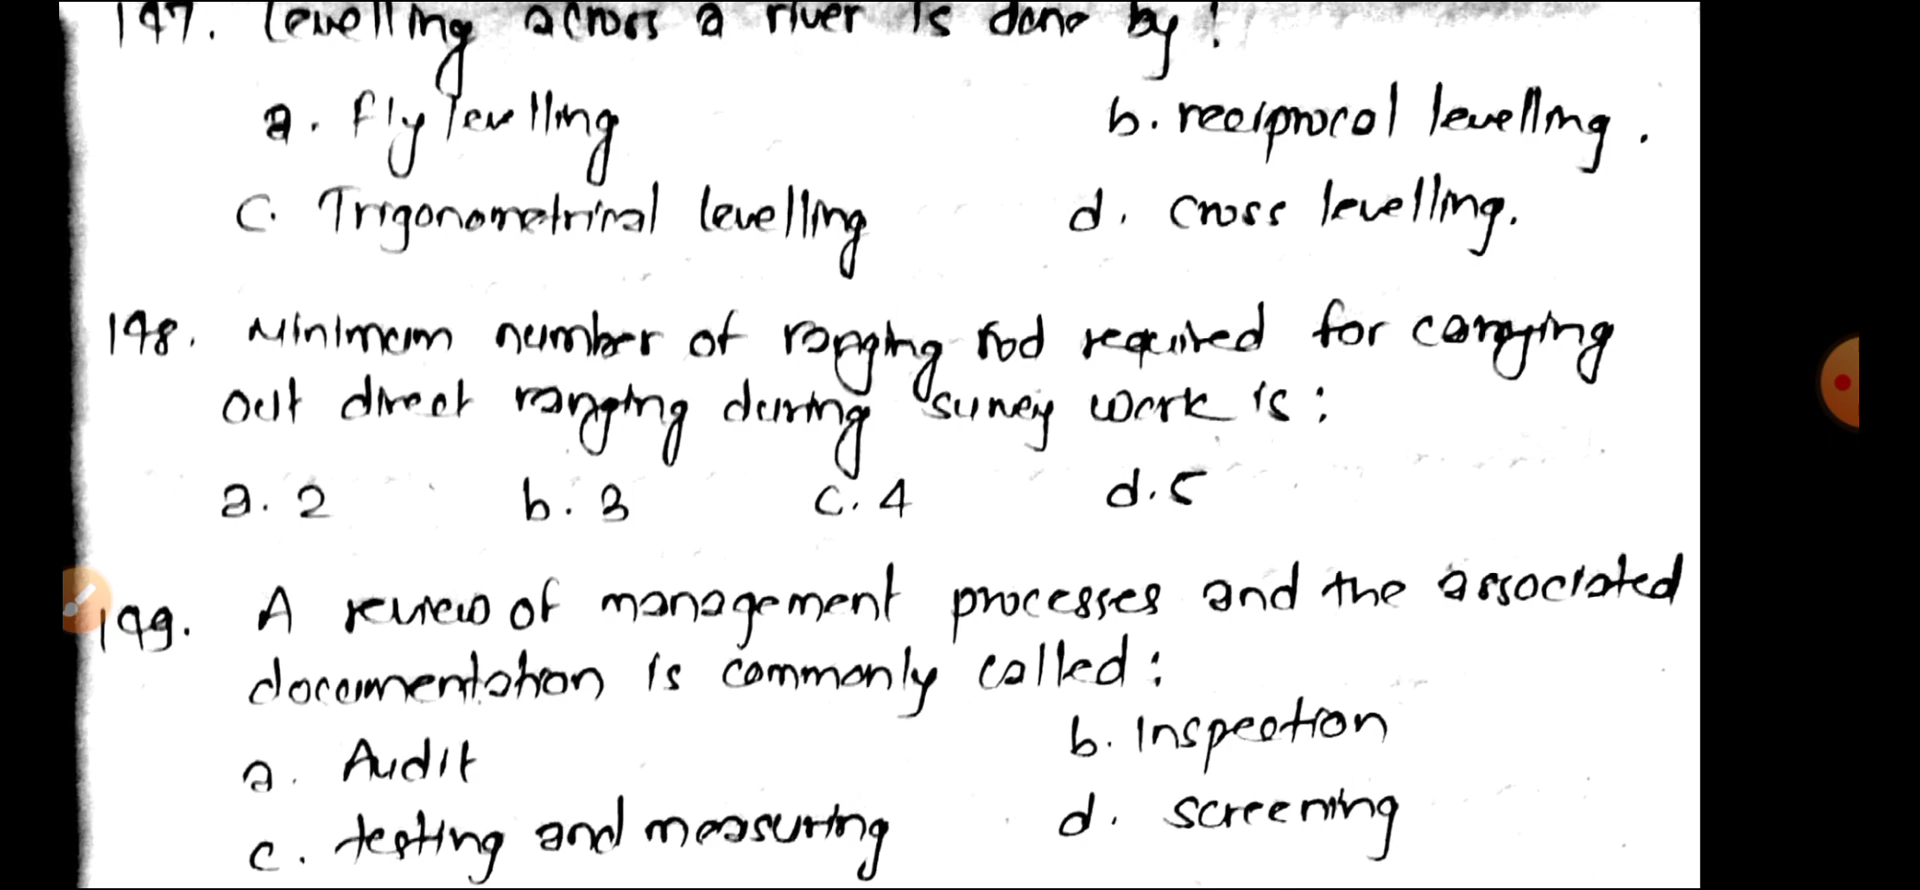 197. Levelling across a river is done by:
a. Fly levelling
b. reciprocal levelling.
c. Trigonometrical levelling
d. cross levelling.
198. Minimum number of ranging rod required for carrying
out direct ranging during survey work is:
a. 2 b. 3 c. 4 d. 5
199. A review of management processes and the associated
documentation is commonly called:
a. Audit
b. Inspection
c. testing and measuring
d. screening